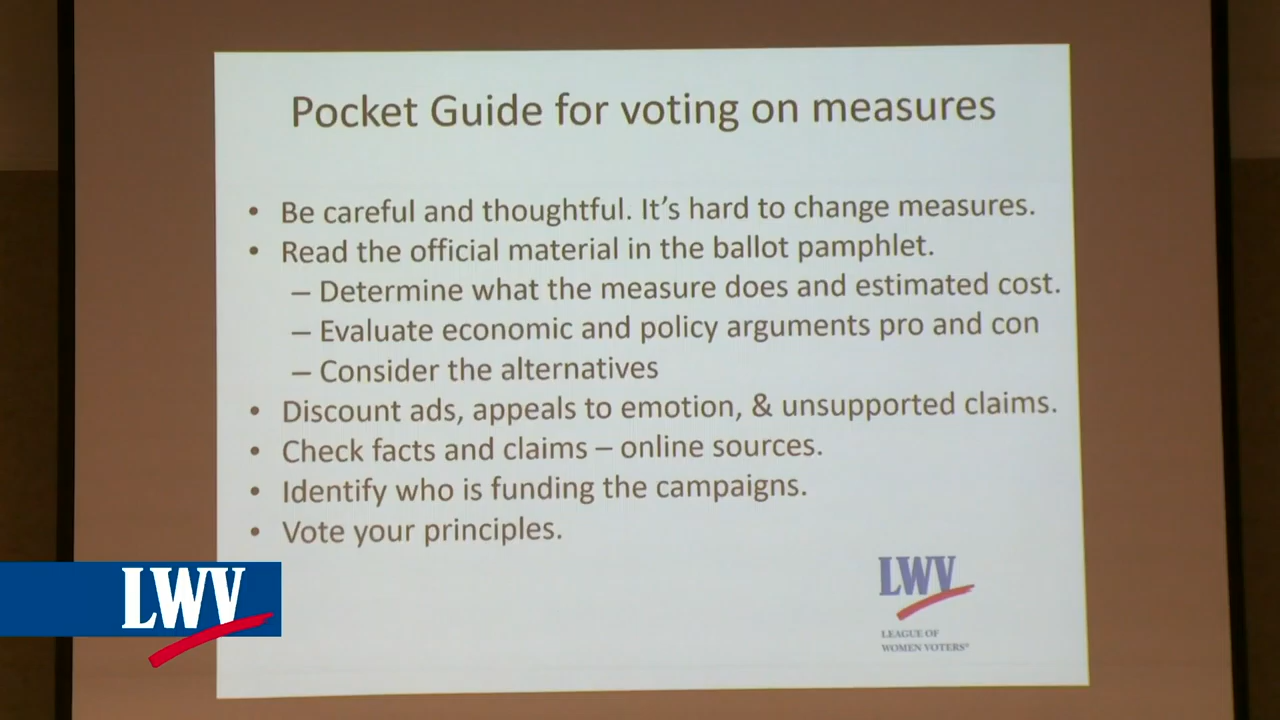 Pocket Guide for voting on measures
• Be careful and thoughtful. It's hard to change measures.
• Read the official material in the ballot pamphlet.
– Determine what the measure does and estimated cost.
– Evaluate economic and policy arguments pro and con
– Consider the alternatives
• Discount ads, appeals to emotion, & unsupported claims.
• Check facts and claims – online sources.
• Identify who is funding the campaigns.
• Vote your principles.
LWV
LEAGUE OF
WOMEN VOTERS®
LWV